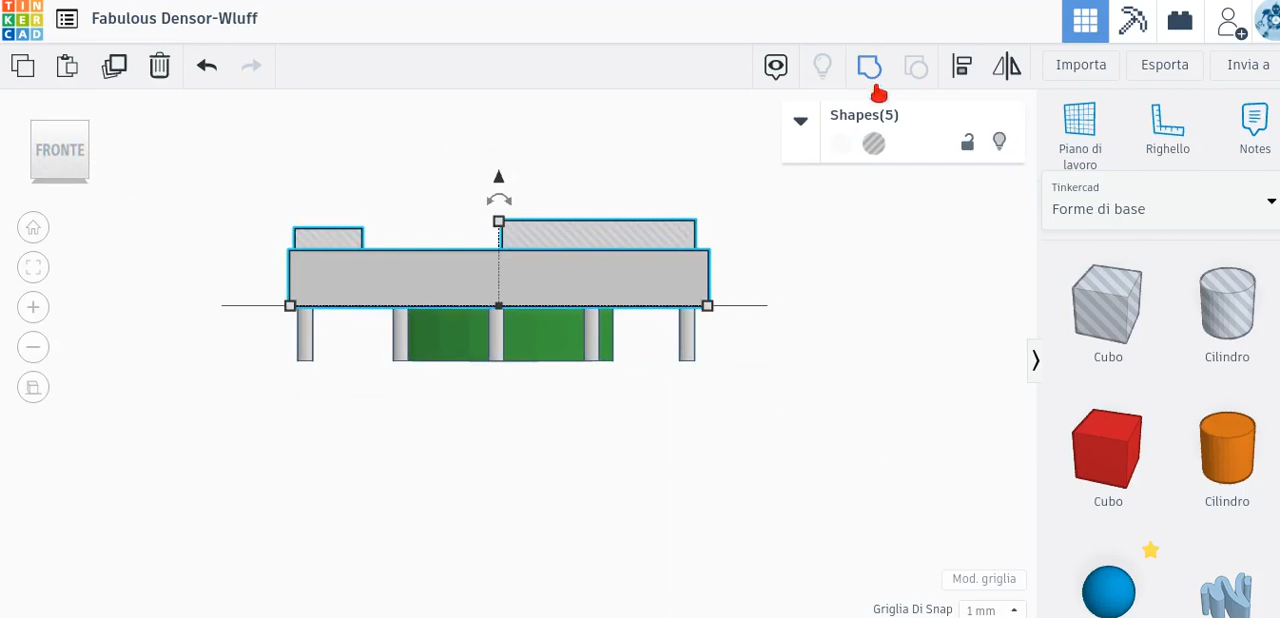 TIN
KER
CAD
Fabulous Densor-Wluff
Importa
Esporta
Invia a
FRONTE
Shapes(5)
Piano di
lavoro
Righello
Notes
Tinkercad
Forme di base
Cubo
Cilindro
Cubo
Cilindro
Mod. griglia
Griglia Di Snap
1 mm